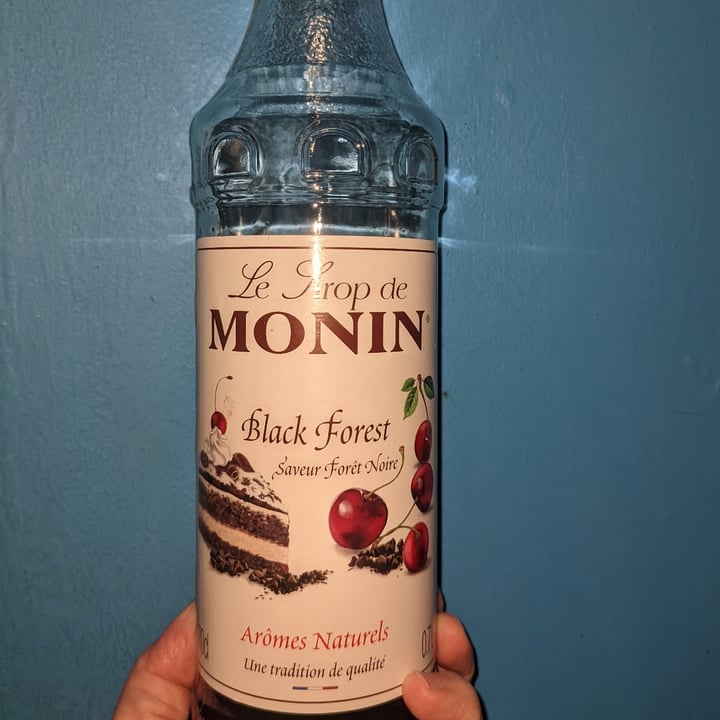 Le Sirop de
MONIN®
Black Forest
Saveur Forêt Noire
Arômes Naturels
Une tradition de qualité